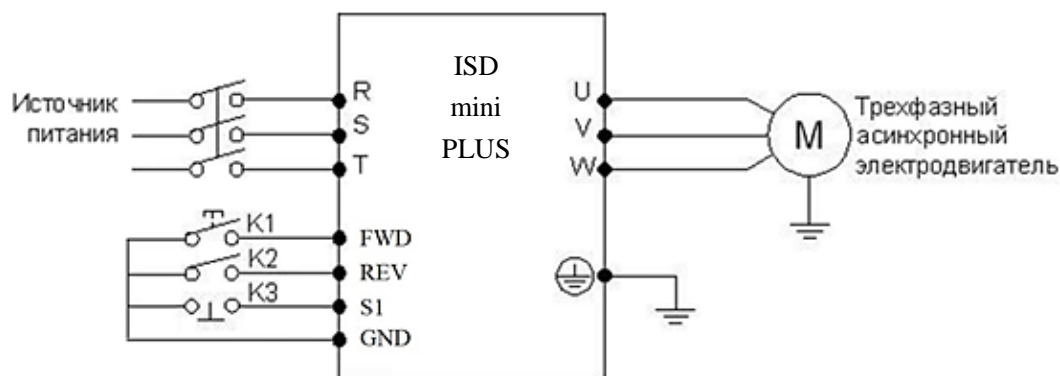 ISD
mini
PLUS
Источник
питания
R
S
T
U
V
W
M
Трехфазный
асинхронный
электродвигатель
K1
FWD
K2
REV
K3
S1
GND